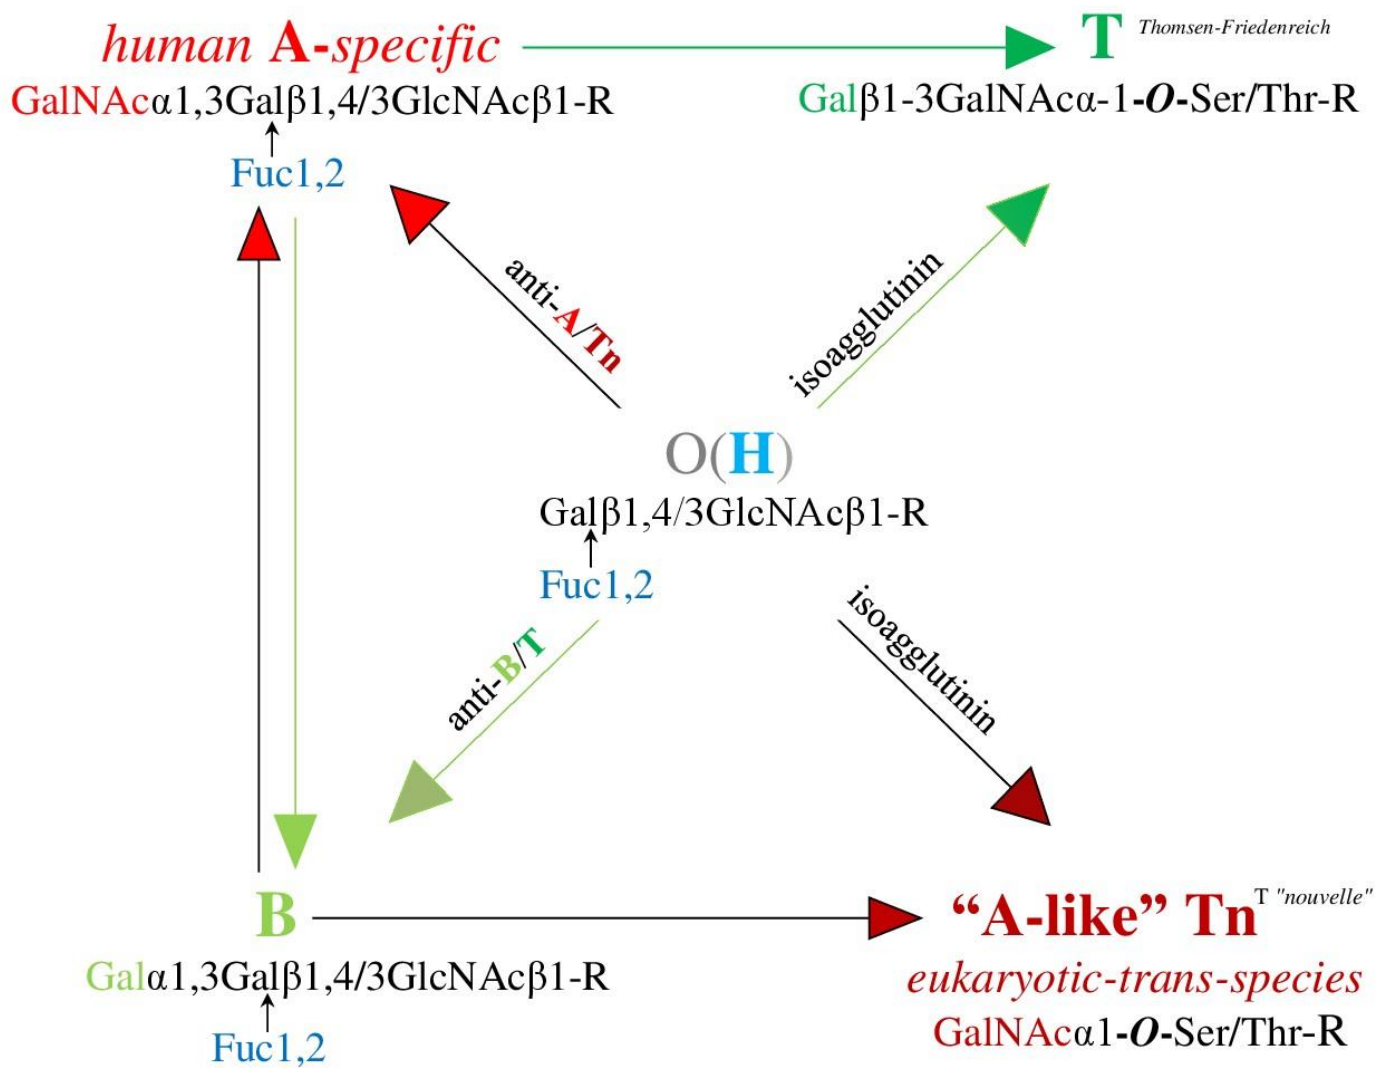 human A-specific
GalNAcα1,3Galβ1,4/3GlcNAcβ1-R
Fuc1,2
T Thomsen-Friedenreich
Galβ1-3GalNAcα-1-O-Ser/Thr-R
anti-A/Tn
isoagglutinin
O(H)
Galβ1,4/3GlcNAcβ1-R
Fuc1,2
anti-B/T
isoagglutinin
B
Galα1,3Galβ1,4/3GlcNAcβ1-R
Fuc1,2
“A-like” Tn T "nouvelle"
eukaryotic-trans-species
GalNAcα1-O-Ser/Thr-R